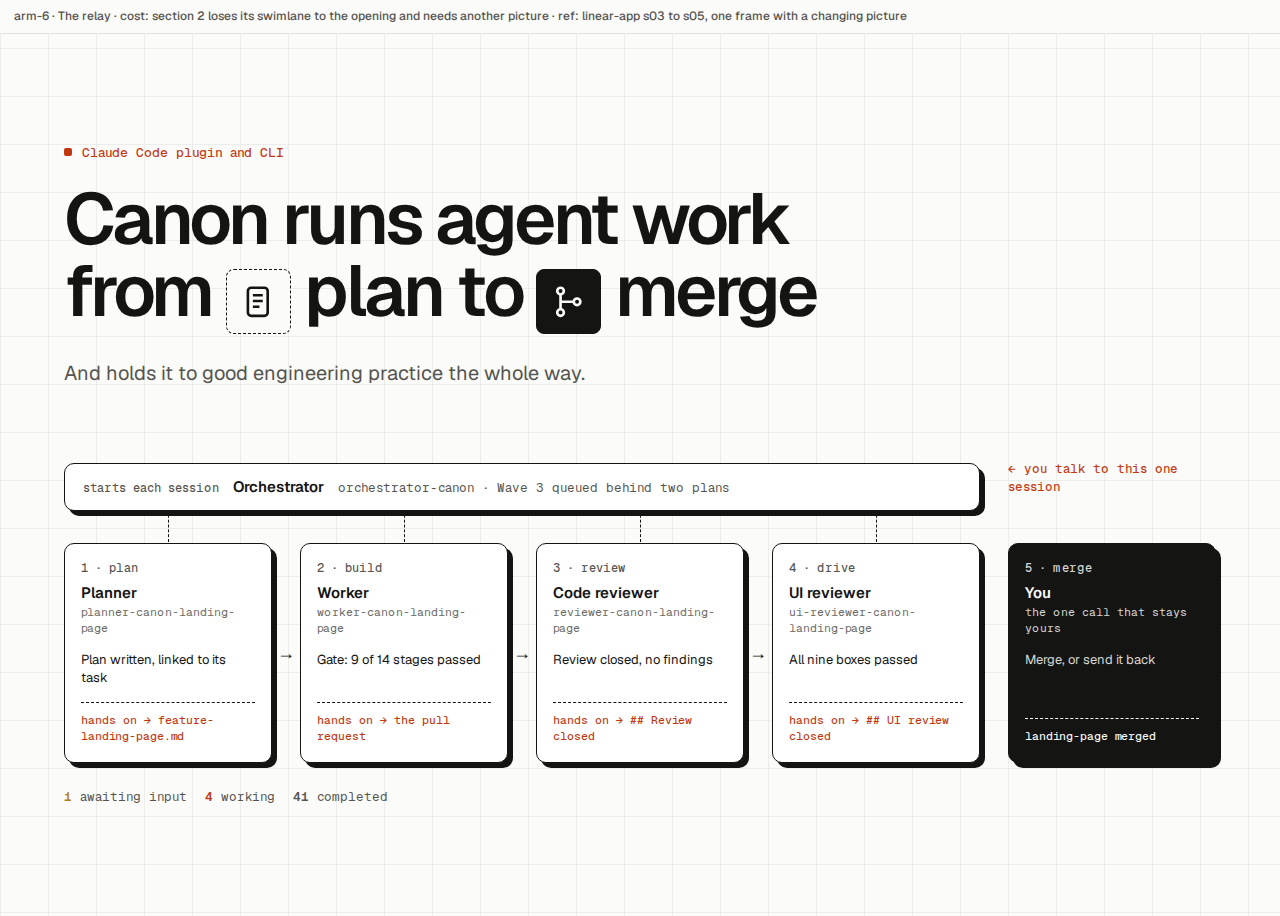 arm-6 · The relay · cost: section 2 loses its swimlane to the opening and needs another picture · ref: linear-app s03 to s05, one frame with a changing picture
Claude Code plugin and CLI
Canon runs agent work
from plan to merge
And holds it to good engineering practice the whole way.
starts each session Orchestrator orchestrator-canon · Wave 3 queued behind two plans
← you talk to this one
session
1 · plan
Planner
planner-canon-landing-
page
Plan written, linked to its
task
hands on → feature-
landing-page.md
→
2 · build
Worker
worker-canon-landing-
page
Gate: 9 of 14 stages passed
hands on → the pull
request
→
3 · review
Code reviewer
reviewer-canon-landing-
page
Review closed, no findings
hands on → ## Review
closed
→
4 · drive
UI reviewer
ui-reviewer-canon-
landing-page
All nine boxes passed
hands on → ## UI review
closed
5 · merge
You
the one call that stays
yours
Merge, or send it back
landing-page merged
1 awaiting input 4 working 41 completed